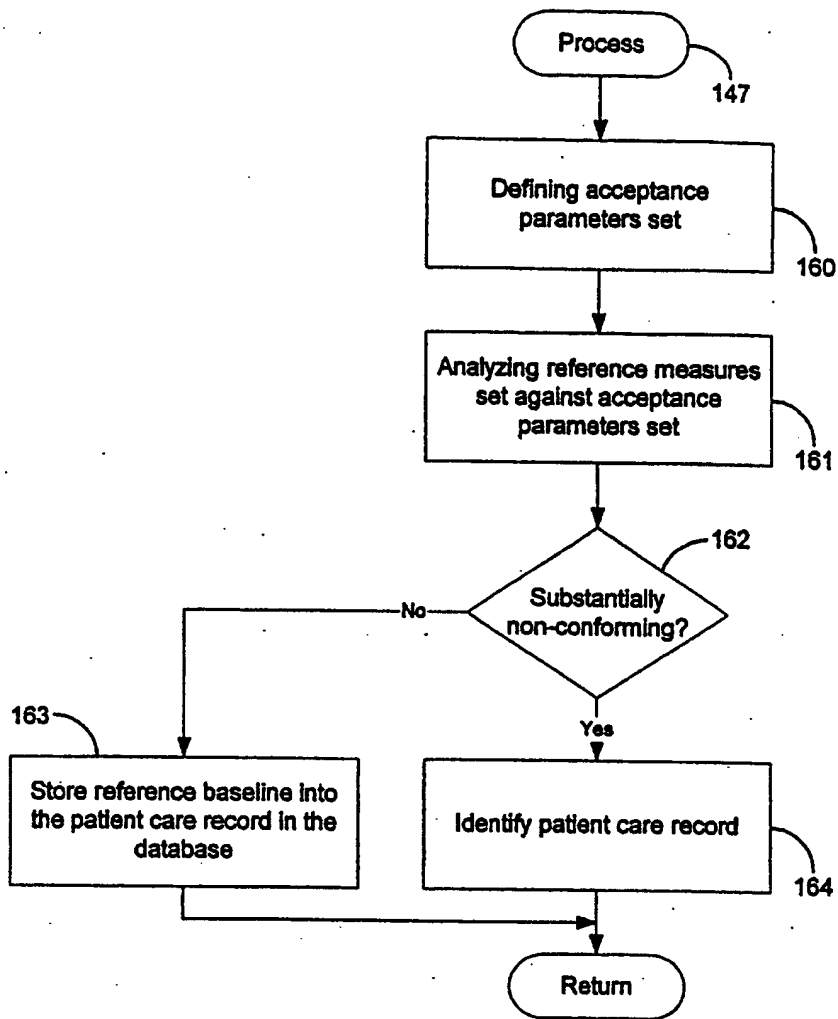 Process
147
Defining acceptance
parameters set
160
Analyzing reference measures
set against acceptance
parameters set
161
162
Substantially
non-conforming?
No
Yes
163
Store reference baseline into
the patient care record in the
database
Identify patient care record
164
Return